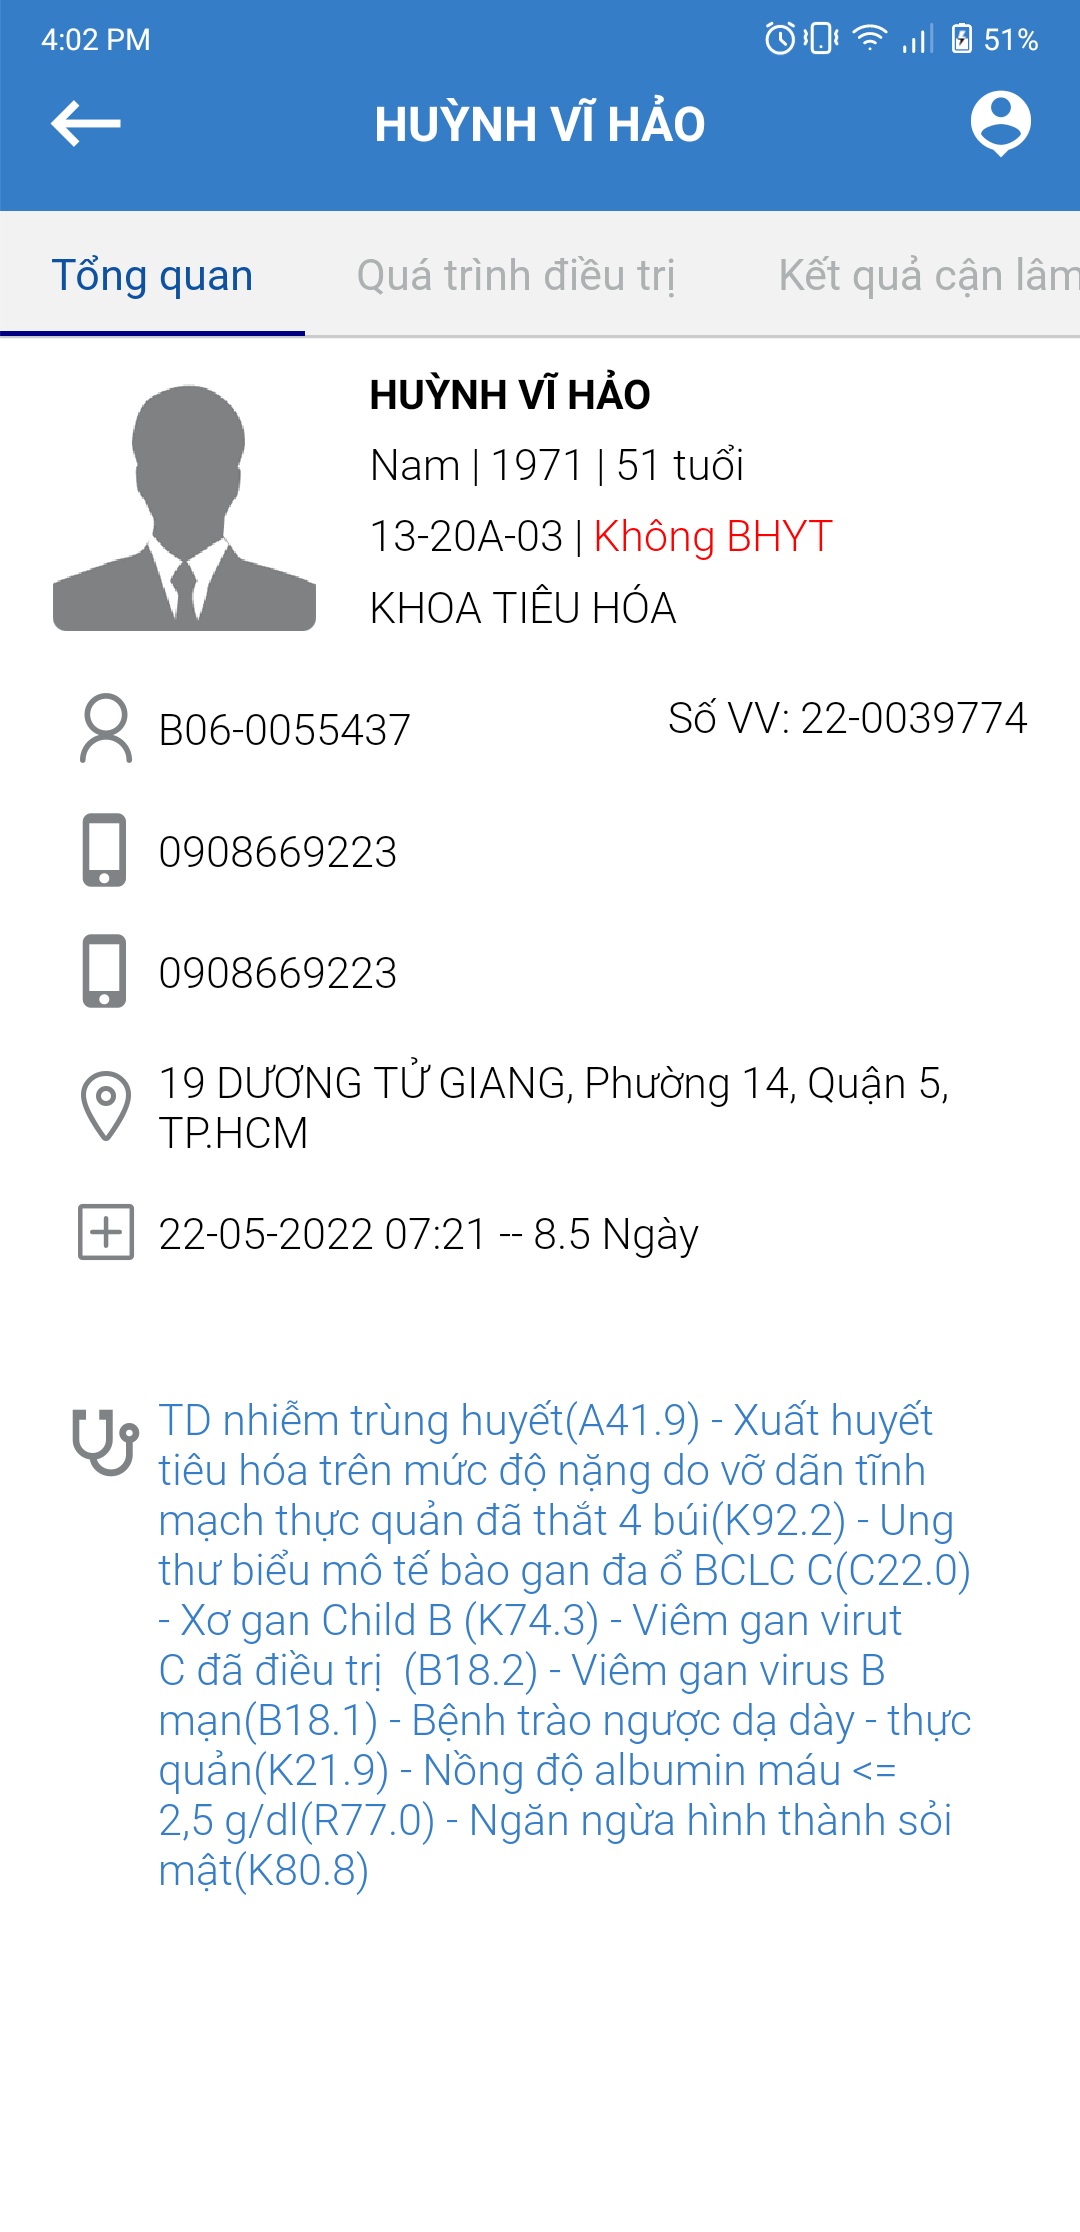 4:02 PM
51%
HUỲNH VĨ HẢO
Tổng quan
Quá trình điều trị
Kết quả cận lâm
HUỲNH VĨ HẢO
Nam | 1971 | 51 tuổi
13-20A-03 | Không BHYT
KHOA TIÊU HÓA
B06-0055437
Số VV: 22-0039774
0908669223
0908669223
19 DƯƠNG TỬ GIANG, Phường 14, Quận 5,
TP.HCM
22-05-2022 07:21 -- 8.5 Ngày
TD nhiễm trùng huyết(A41.9) - Xuất huyết
tiêu hóa trên mức độ nặng do vỡ dãn tĩnh
mạch thực quản đã thắt 4 búi(K92.2) - Ung
thư biểu mô tế bào gan đa ổ BCLC C(C22.0)
- Xơ gan Child B (K74.3) - Viêm gan virut
C đã điều trị  (B18.2) - Viêm gan virus B
mạn(B18.1) - Bệnh trào ngược dạ dày - thực
quản(K21.9) - Nồng độ albumin máu <=
2,5 g/dl(R77.0) - Ngăn ngừa hình thành sỏi
mật(K80.8)